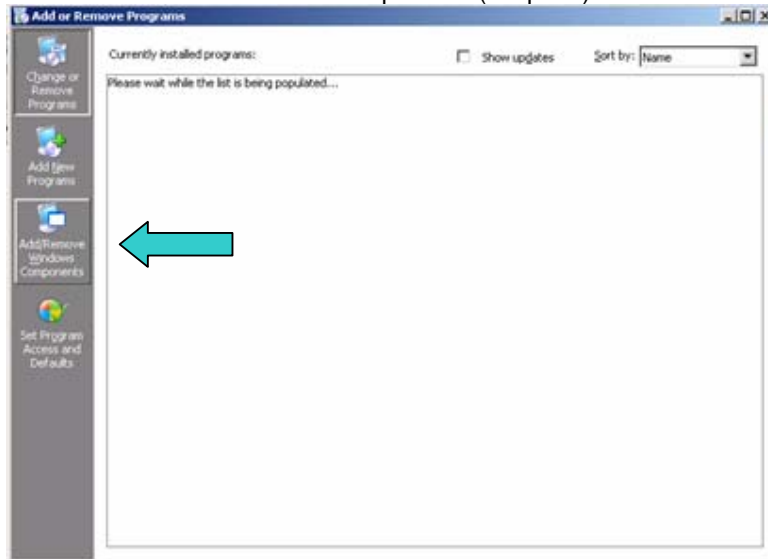 Add or Remove Programs
Currently installed programs:
Show updates
Sort by:
Name
Change or
Remove
Programs
Please wait while the list is being populated...
Add New
Programs
Add/Remove
Windows
Components
Set Program
Access and
Defaults